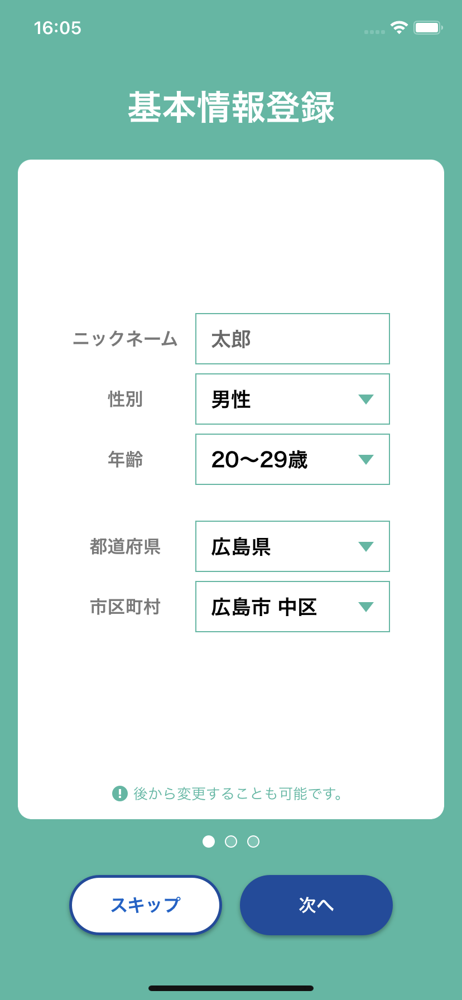 16:05
基本情報登録
ニックネーム 太郎
性別 男性
年齢 20〜29歳
都道府県 広島県
市区町村 広島市 中区
後から変更することも可能です。
スキップ 次へ